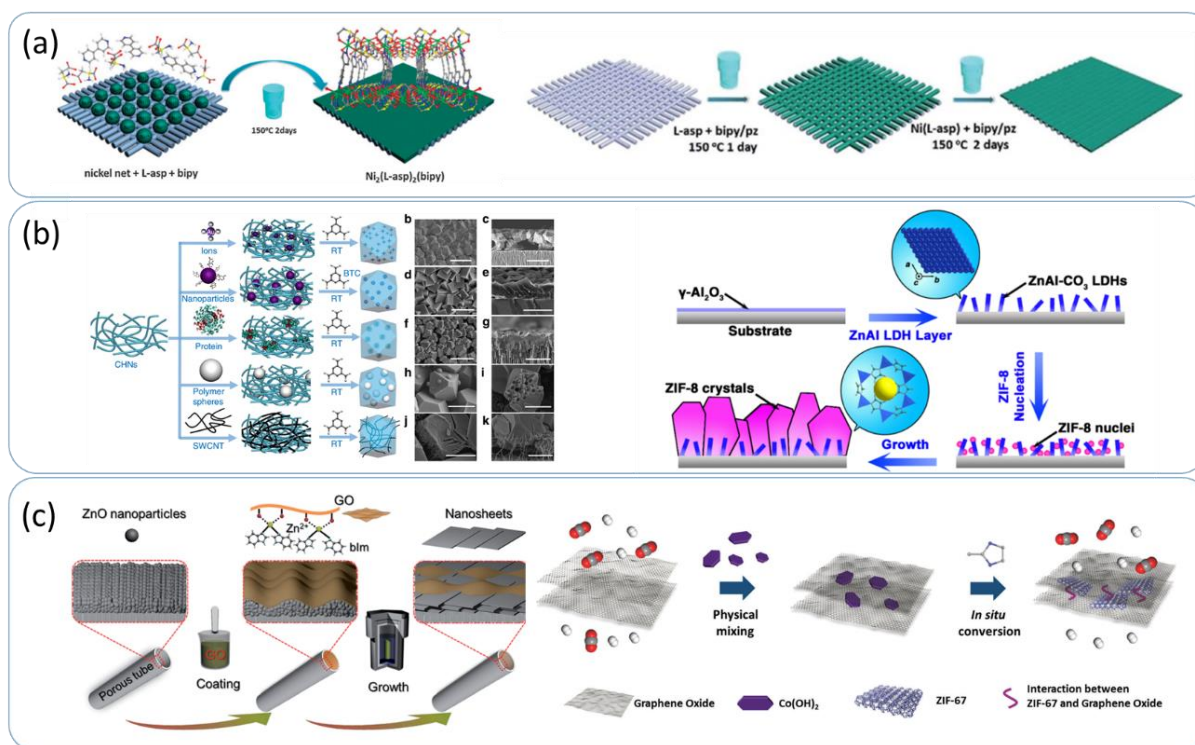 (a)
150°C 2days
nickel net + L-asp + bipy
Ni₂(L-asp)₂(bipy)
L-asp + bipy/pz
150 °C 1 day
Ni(L-asp) + bipy/pz
150 °C 2 days
(b)
CHNs
Ions
RT
Nanoparticles
BTC
RT
Protein
RT
Polymer
spheres
RT
SWCNT
RT
b
c
d
e
f
g
h
i
j
k
γ-Al₂O₃
Substrate
ZnAl LDH Layer
a
b
c
ZnAl-CO₃ LDHs
ZIF-8
Nucleation
ZIF-8 nuclei
Growth
ZIF-8 crystals
(c)
ZnO nanoparticles
GO
Zn²⁺
bIm
Nanosheets
Porous tube
GO
Coating
Growth
Physical
mixing
In situ
conversion
Graphene Oxide
Co(OH)₂
ZIF-67
Interaction between
ZIF-67 and Graphene Oxide